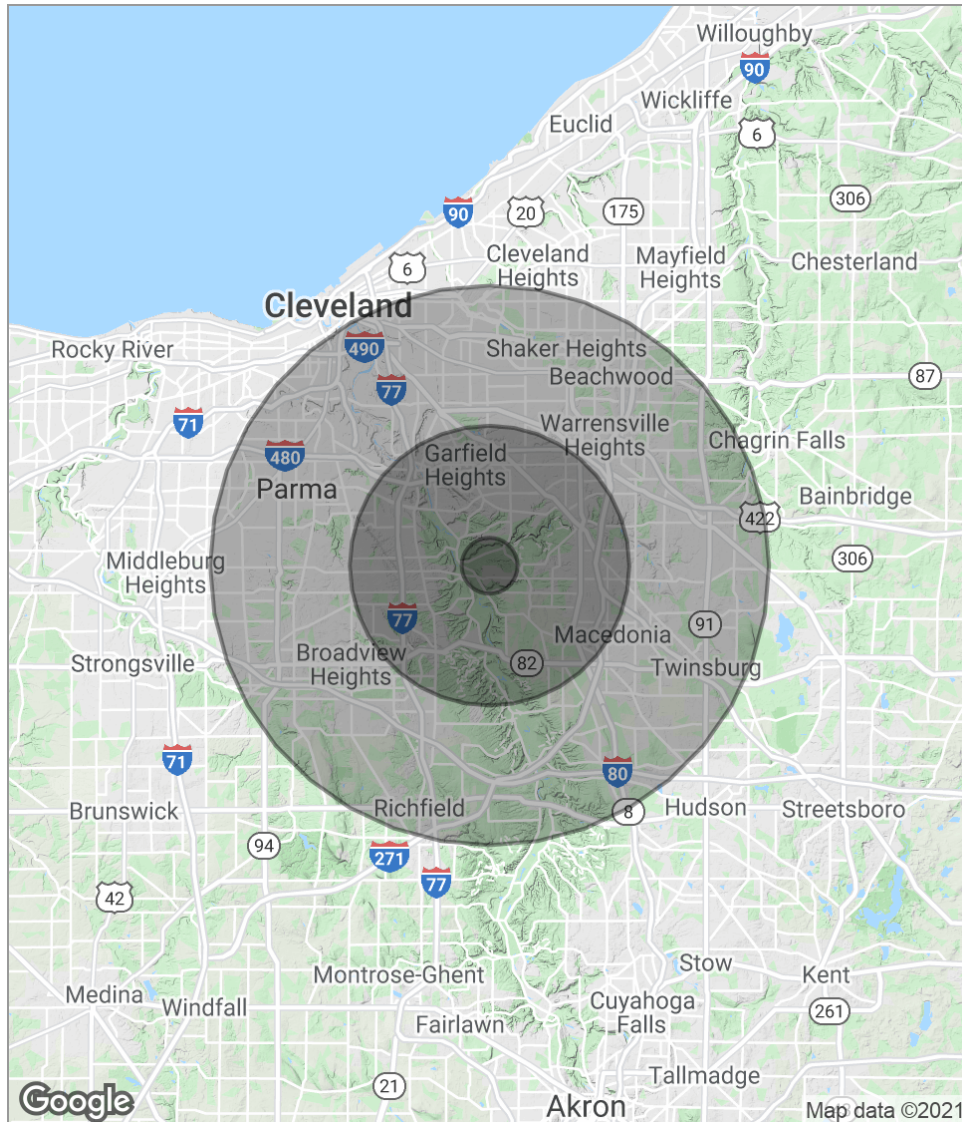 Willoughby
90
Wickliffe
6
Euclid
306
90
20
175
Cleveland
Heights
Mayfield
Heights
Chesterland
6
Cleveland
Rocky River
490
Shaker Heights
Beachwood
87
77
71
Warrensville
Heights
Chagrin Falls
480
Garfield
Heights
Parma
Bainbridge
422
Middleburg
Heights
306
77
91
Macedonia
Broadview
Heights
Strongsville
82
Twinsburg
71
80
Brunswick
Richfield
8
Hudson
Streetsboro
94
271
77
42
Stow
Montrose-Ghent
Kent
Medina
Windfall
Cuyahoga
Falls
261
Fairlawn
Tallmadge
21
Akron
Google
Map data ©2021